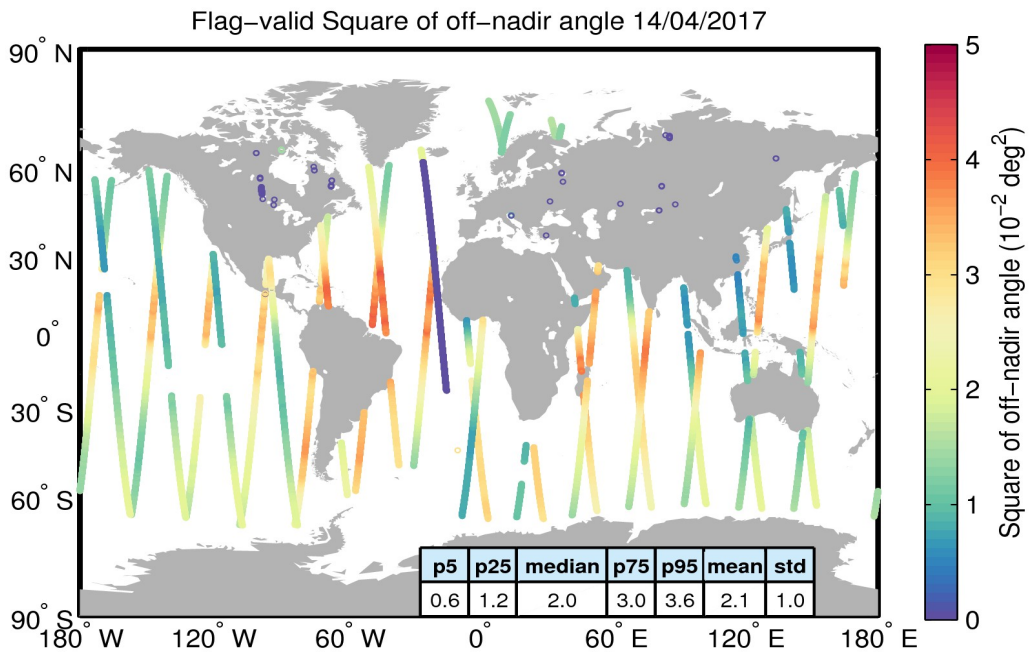 Flag−valid Square of off−nadir angle 14/04/2017
90° N
60° N
30° N
0°
30° S
60° S
90° S
180° W
120° W
60° W
0°
60° E
120° E
180° E
p5 p25 median p75 p95 mean std
0.6 1.2 2.0 3.0 3.6 2.1 1.0
5
4
3
2
1
0
Square of off−nadir angle (10⁻² deg²)